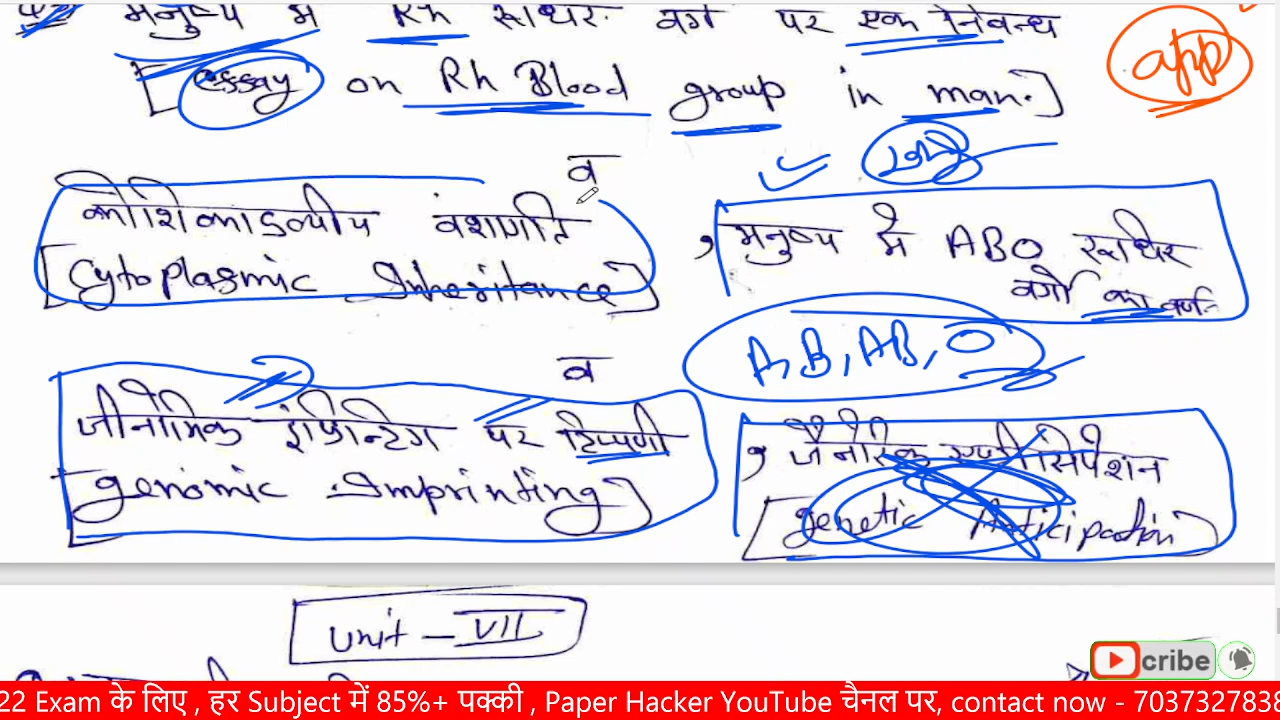 मनुष्य में Rh रूधिर वर्ग पर एक निबन्ध
[essay on Rh Blood group in man.]
app
व
कोशिकाद्रव्यीय वंशागति
[Cytoplasmic Inheritance]
, मनुष्य में ABO रूधिर
वर्गो का वर्णन
A, B, AB, O
व
जीनोमिक इंप्रिन्टिंग पर टिप्पणी
[genomic Imprinting]
, जैनेटिक एन्टीसिपेशन
[genetic Anticipation]
Unit - VII
cribe
22 Exam के लिए , हर Subject में 85%+ पक्की , Paper Hacker YouTube चैनल पर, contact now - 7037327838